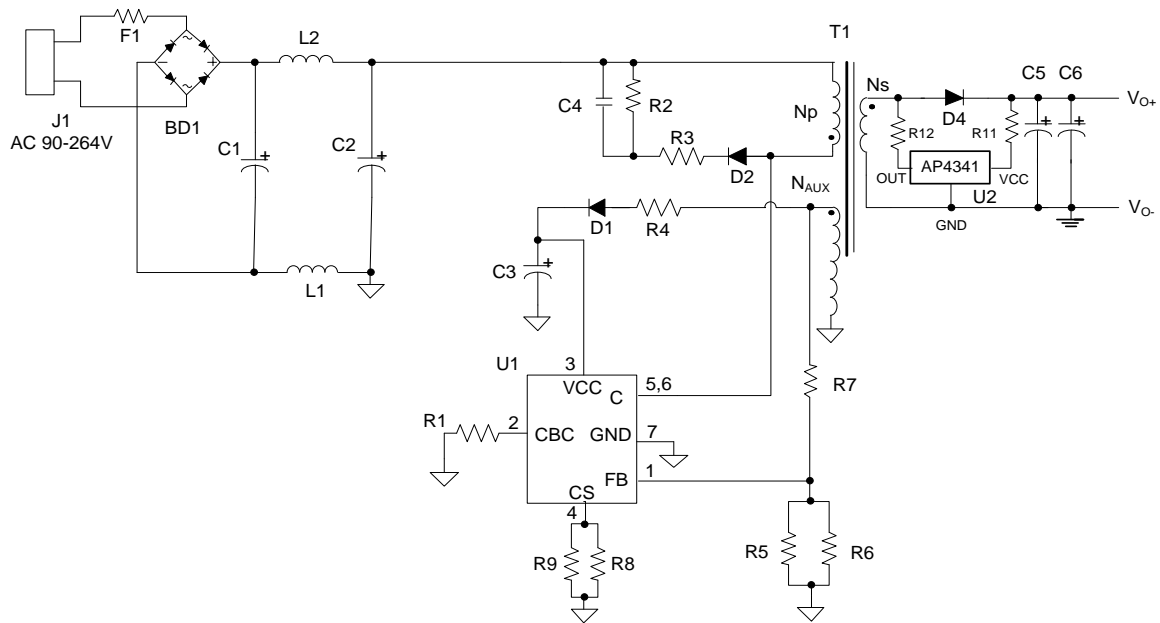 F1
L2
T1
J1
AC 90-264V
BD1
C1
C2
C4
R2
R3
D2
Np
Ns
D4
C5
C6
VO+
R12
R11
AP4341
OUT
VCC
U2
GND
VO-
NAUX
D1
R4
C3
L1
U1
3
VCC
C
5,6
R7
R1
2
CBC
GND
7
FB
1
CS
4
R9
R8
R5
R6